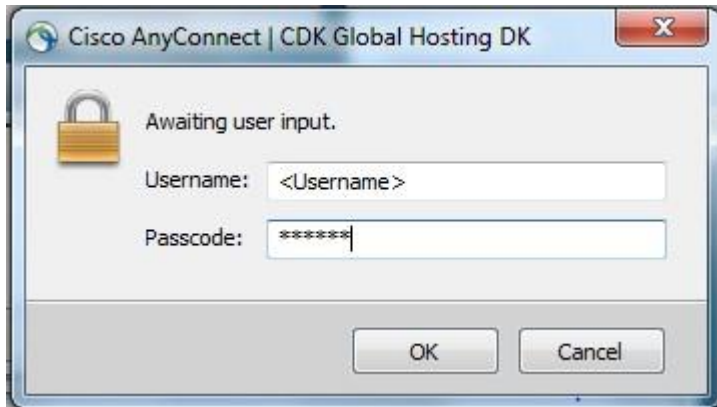 Cisco AnyConnect | CDK Global Hosting DK
Awaiting user input.
Username: <Username>
Passcode: ******
OK Cancel